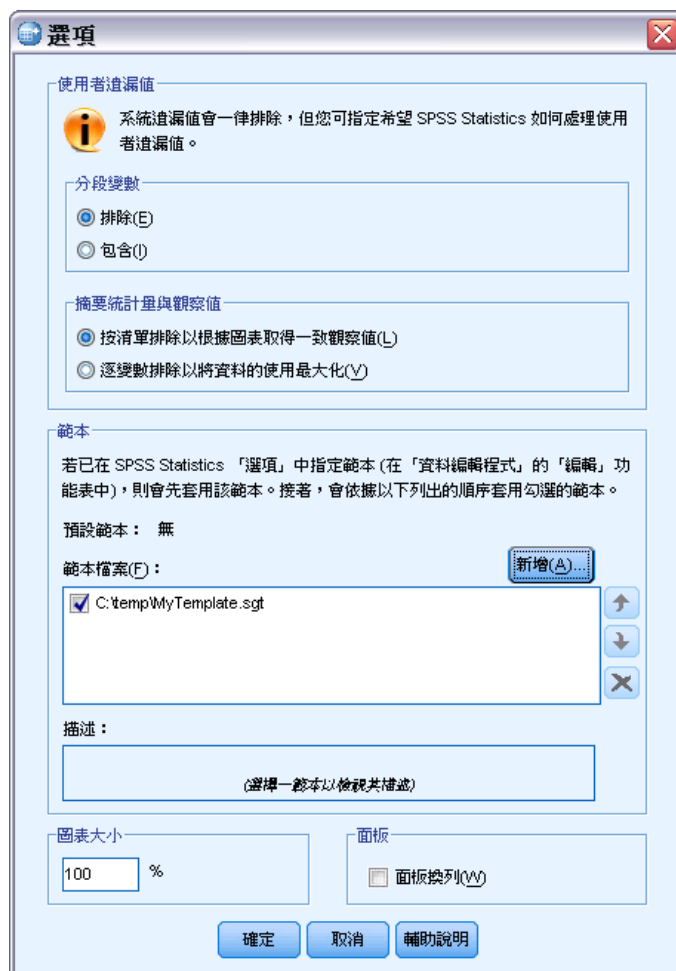 選項
使用者遺漏值
系統遺漏值會一律排除，但您可指定希望 SPSS Statistics 如何處理使用
者遺漏值。
分段變數
排除(E)
包含(I)
摘要統計量與觀察值
按清單排除以根據圖表取得一致觀察值(L)
逐變數排除以將資料的使用最大化(V)
範本
若已在 SPSS Statistics 「選項」中指定範本 (在「資料編輯程式」的「編輯」功
能表中)，則會先套用該範本。接著，會依據以下列出的順序套用勾選的範本。
預設範本： 無
範本檔案(F)：
新增(A)...
C:\temp\MyTemplate.sgt
描述：
(選擇一範本以檢視其描述)
圖表大小
100 %
面板
面板換列(W)
確定 取消 輔助說明